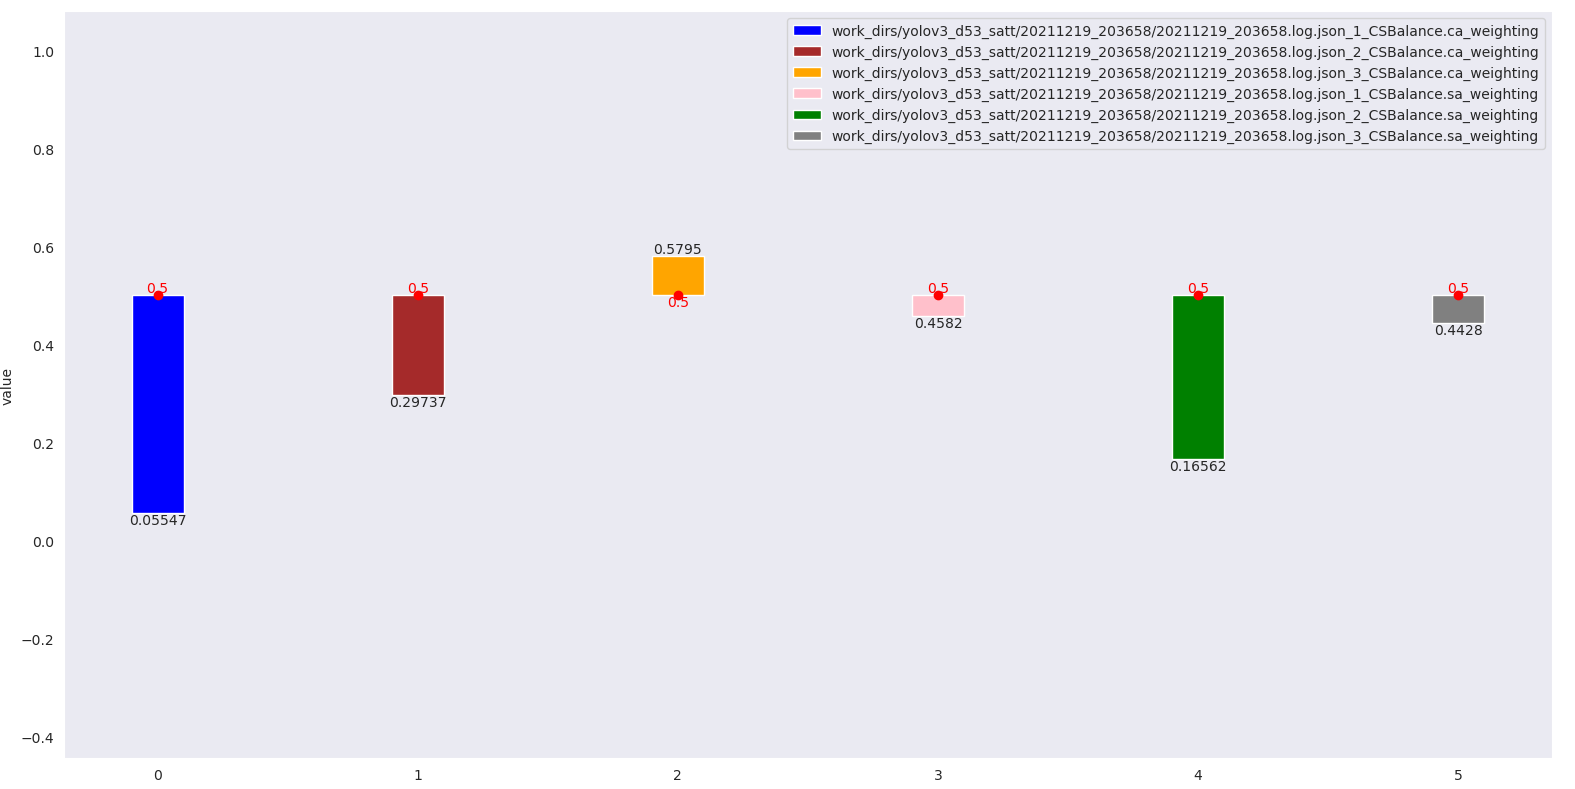 work_dirs/yolov3_d53_satt/20211219_203658/20211219_203658.log.json_1_CSBalance.ca_weighting
work_dirs/yolov3_d53_satt/20211219_203658/20211219_203658.log.json_2_CSBalance.ca_weighting
work_dirs/yolov3_d53_satt/20211219_203658/20211219_203658.log.json_3_CSBalance.ca_weighting
work_dirs/yolov3_d53_satt/20211219_203658/20211219_203658.log.json_1_CSBalance.sa_weighting
work_dirs/yolov3_d53_satt/20211219_203658/20211219_203658.log.json_2_CSBalance.sa_weighting
work_dirs/yolov3_d53_satt/20211219_203658/20211219_203658.log.json_3_CSBalance.sa_weighting
1.0
0.8
0.6
0.4
0.2
0.0
−0.2
−0.4
value
0.5
0.05547
0.5
0.29737
0.5795
0.5
0.5
0.4582
0.5
0.16562
0.5
0.4428
0 1 2 3 4 5